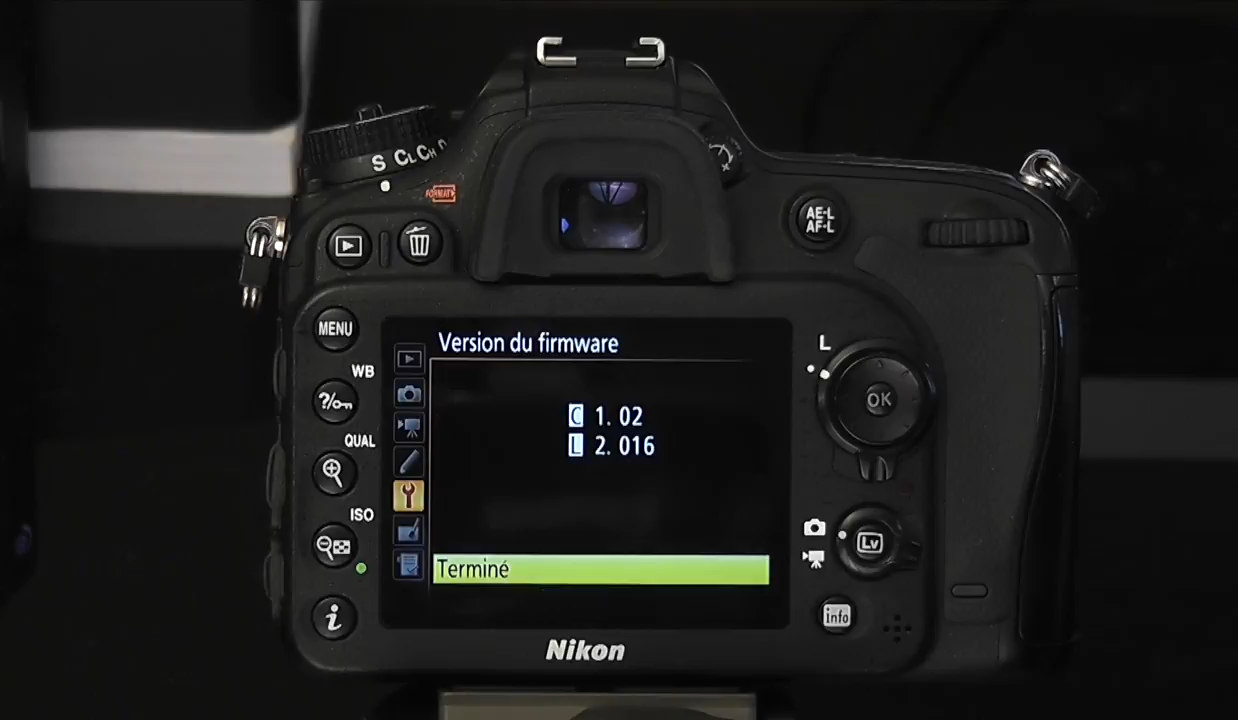 S CL CH
FORMAT
AE-L
AF-L
MENU
Version du firmware
L
WB
?
OK
C 1. 02
L 2. 016
QUAL
ISO
Lv
Terminé
i
info
Nikon